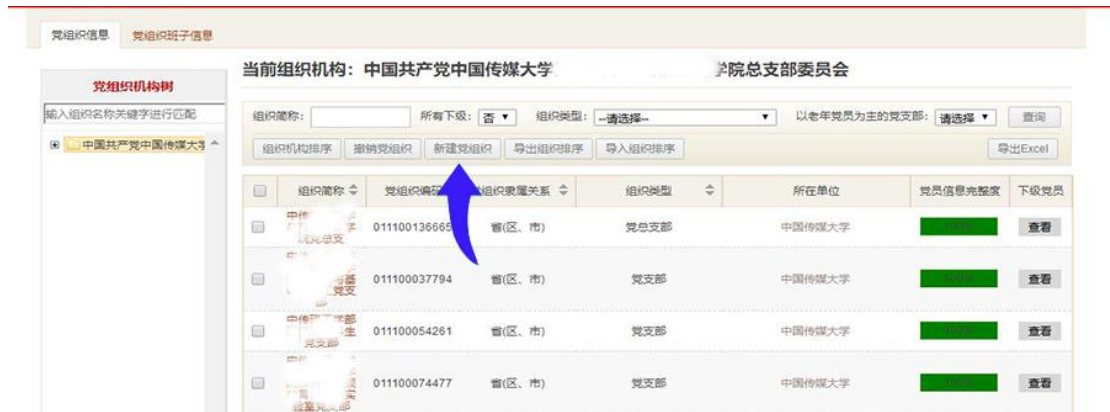 党组织信息 党组织班子信息
党组织机构树
输入组织名称关键字进行匹配
中国共产党中国传媒大学
当前组织机构：中国共产党中国传媒大学 学院总支部委员会
组织简称： 所有下级： 否 组织类型： --请选择-- 以老年党员为主的党支部： 请选择 查询
组织机构排序 撤销党组织 新建党组织 导出组织排序 导入组织排序 导出Excel
组织简称 党组织编码 组织隶属关系 组织类型 所在单位 党员信息完整度 下级党员
011100136665 省(区、市) 党总支部 中国传媒大学 100% 查看
党总支
011100037794 省(区、市) 党支部 中国传媒大学 100% 查看
党支
011100054261 省(区、市) 党支部 中国传媒大学 100% 查看
党支部
011100074477 省(区、市) 党支部 中国传媒大学 100% 查看